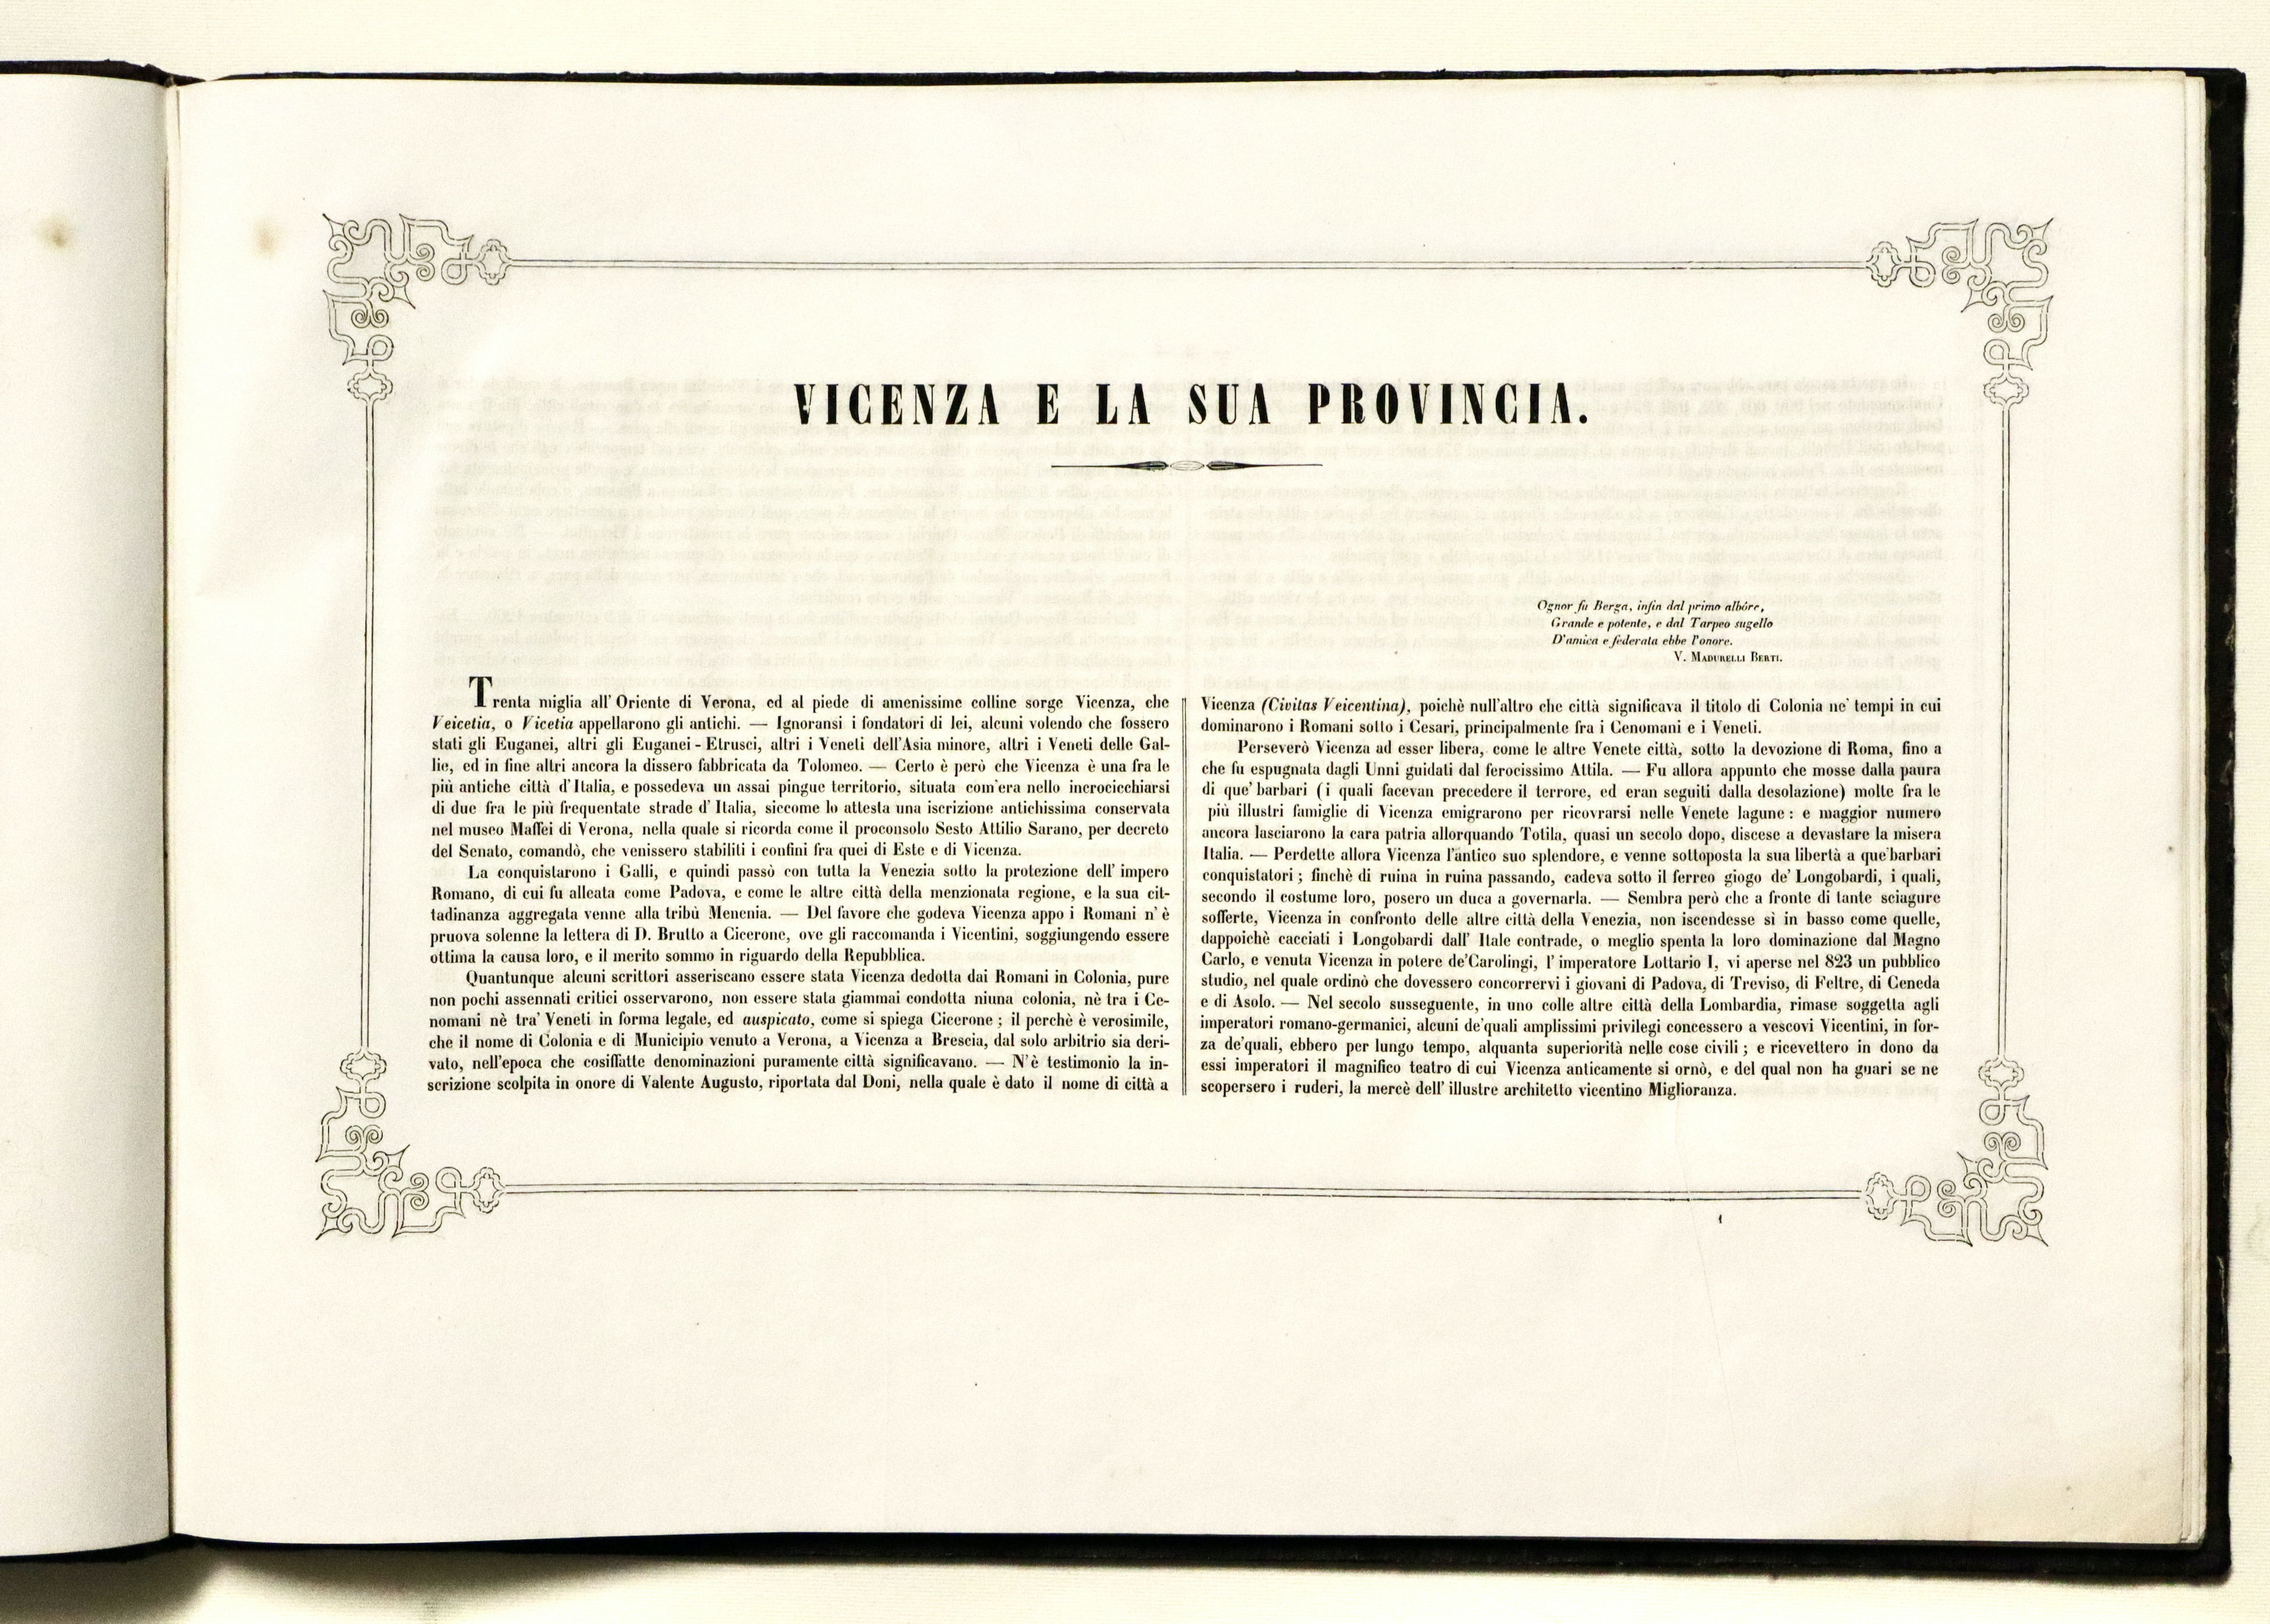 VICENZA E LA SUA PROVINCIA.
Ognor fu Berga, infin dal primo albóre,
Grande e potente, e dal Tarpeo sugello
D'amica e federata ebbe l'onore.
V. MADURELLI BERTI.
Trenta miglia all' Oriente di Verona, ed al piede di amenissime colline sorge Vicenza, che
Veicetia, o Vicetia appellarono gli antichi. — Ignoransi i fondatori di lei, alcuni volendo che fossero
stati gli Euganei, altri gli Euganei-Etrusci, altri i Veneti dell'Asia minore, altri i Veneti delle Gal-
lie, ed in fine altri ancora la dissero fabbricata da Tolomeo. — Certo è però che Vicenza è una fra le
più antiche città d'Italia, e possedeva un assai pingue territorio, situata com'era nello incrocicchiarsi
di due fra le più frequentate strade d'Italia, siccome lo attesta una iscrizione antichissima conservata
nel museo Maffei di Verona, nella quale si ricorda come il proconsolo Sesto Attilio Sarano, per decreto
del Senato, comandò, che venissero stabiliti i confini fra quei di Este e di Vicenza.
La conquistarono i Galli, e quindi passò con tutta la Venezia sotto la protezione dell' impero
Romano, di cui fu alleata come Padova, e come le altre città della menzionata regione, e la sua cit-
tadinanza aggregata venne alla tribù Menenia. — Del favore che godeva Vicenza appo i Romani n' è
pruova solenne la lettera di D. Brutto a Cicerone, ove gli raccomanda i Vicentini, soggiungendo essere
ottima la causa loro, e il merito sommo in riguardo della Repubblica.
Quantunque alcuni scrittori asseriscano essere stata Vicenza dedotta dai Romani in Colonia, pure
non pochi assennati critici osservarono, non essere stata giammai condotta niuna colonia, nè tra i Ce-
nomani nè tra' Veneti in forma legale, ed auspicato, come si spiega Cicerone ; il perchè è verosimile,
che il nome di Colonia e di Municipio venuto a Verona, a Vicenza a Brescia, dal solo arbitrio sia deri-
vato, nell'epoca che cosiffatte denominazioni puramente città significavano. — N'è testimonio la in-
scrizione scolpita in onore di Valente Augusto, riportata dal Doni, nella quale è dato il nome di città a
Vicenza (Civitas Veicentina), poichè null'altro che città significava il titolo di Colonia ne' tempi in cui
dominarono i Romani sotto i Cesari, principalmente fra i Cenomani e i Veneti.
Perseverò Vicenza ad esser libera, come le altre Venete città, sotto la devozione di Roma, fino a
che fu espugnata dagli Unni guidati dal ferocissimo Attila. — Fu allora appunto che mosse dalla paura
di que' barbari (i quali facevan precedere il terrore, ed eran seguiti dalla desolazione) molte fra le
più illustri famiglie di Vicenza emigrarono per ricovrarsi nelle Venete lagune : e maggior numero
ancora lasciarono la cara patria allorquando Totila, quasi un secolo dopo, discese a devastare la misera
Italia. — Perdette allora Vicenza l'antico suo splendore, e venne sottoposta la sua libertà a que'barbari
conquistatori ; finchè di ruina in ruina passando, cadeva sotto il ferreo giogo de' Longobardi, i quali,
secondo il costume loro, posero un duca a governarla. — Sembra però che a fronte di tante sciagure
sofferte, Vicenza in confronto delle altre città della Venezia, non iscendesse sì in basso come quelle,
dappoichè cacciati i Longobardi dall' Itale contrade, o meglio spenta la loro dominazione dal Magno
Carlo, e venuta Vicenza in potere de'Carolingi, l' imperatore Lottario I, vi aperse nel 823 un pubblico
studio, nel quale ordinò che dovessero concorrervi i giovani di Padova, di Treviso, di Feltre, di Ceneda
e di Asolo. — Nel secolo susseguente, in uno colle altre città della Lombardia, rimase soggetta agli
imperatori romano-germanici, alcuni de'quali amplissimi privilegi concessero a vescovi Vicentini, in for-
za de'quali, ebbero per lungo tempo, alquanta superiorità nelle cose civili ; e ricevettero in dono da
essi imperatori il magnifico teatro di cui Vicenza anticamente si ornò, e del qual non ha guari se ne
scopersero i ruderi, la mercè dell' illustre architetto vicentino Miglioranza.